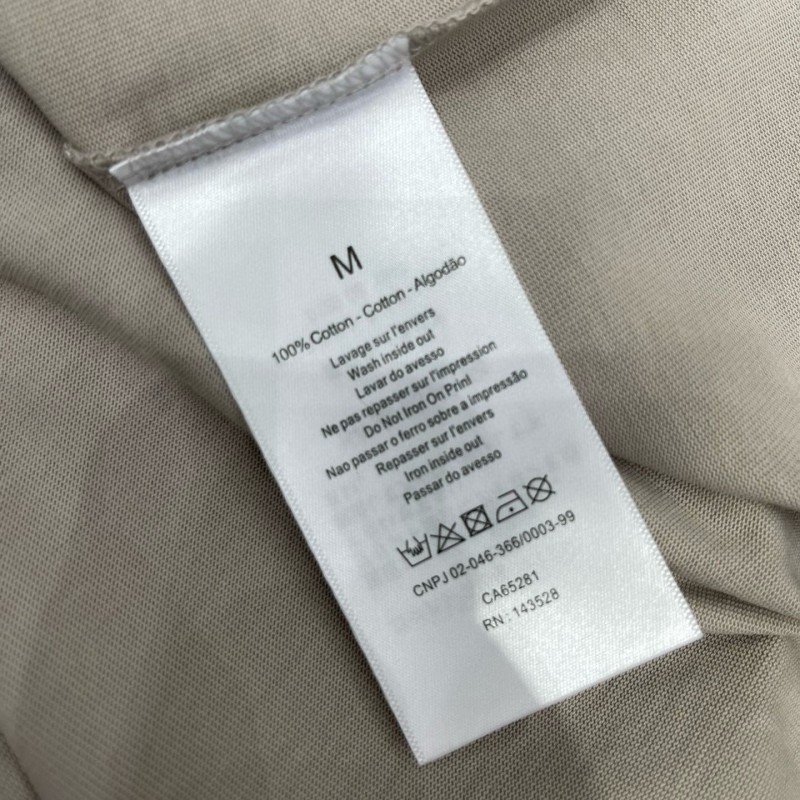 M
100% Cotton - Cotton - Algodão
Lavage sur l'envers
Wash inside out
Lavar do avesso
Ne pas repasser sur l'impression
Do Not Iron On Prinl
Nao passar o ferro sobre a impressão
Repasser sur l'envers
Iron inside out
Passar do avesso
CNPJ 02-046-366/0003-99
CA65281
RN : 143528